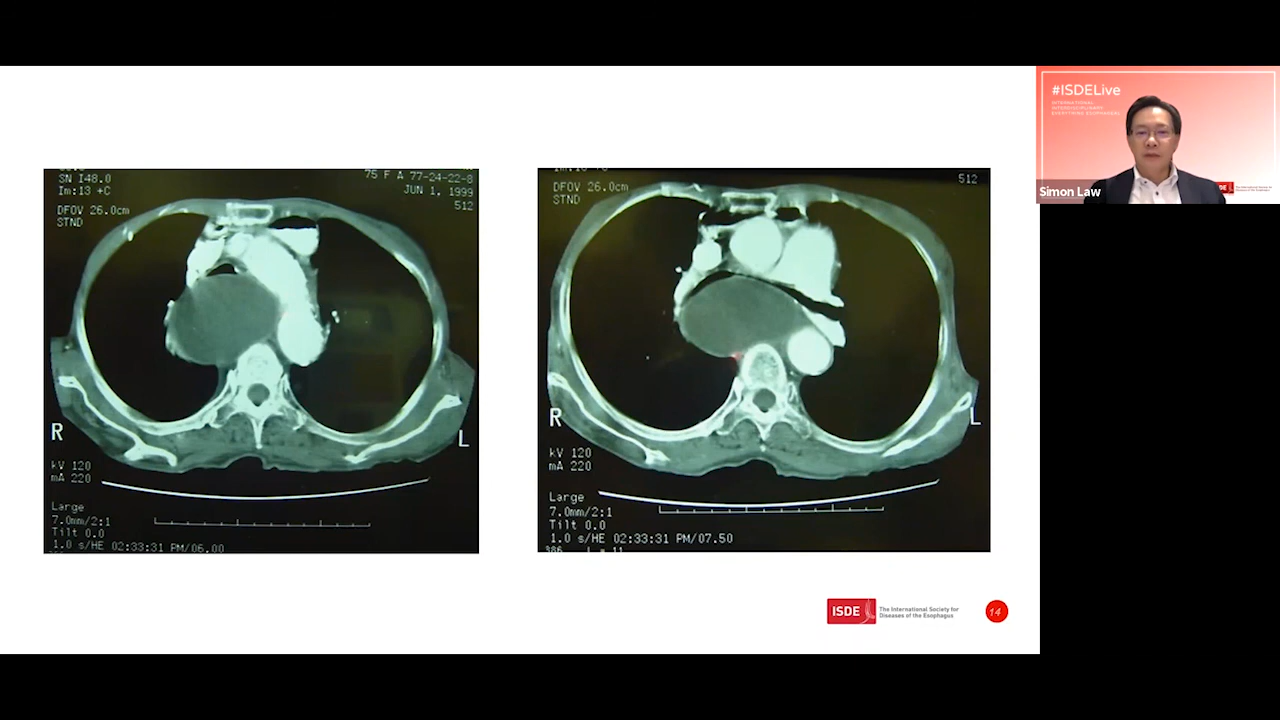 SN I48.0
Im:13 +C
DFOV 26.0cm
STND
75 F A 77-24-22-8
JUN 1, 1999
512
R
L
kV 120
mA 220
Large
7.0mm/2:1
Tilt 0.0
1.0 s/HE 02:33:31 PM/06.00
DFOV 26.0cm
STND
512
R
L
kV 120
mA 220
Large
7.0mm/2:1
Tilt 0.0
1.0 s/HE 02:33:31 PM/07.50
#ISDELive
INTERNATIONAL
INTERDISCIPLINARY
EVERYTHING ESOPHAGEAL
Simon Law
ISDE
The International Society for
Diseases of the Esophagus
14